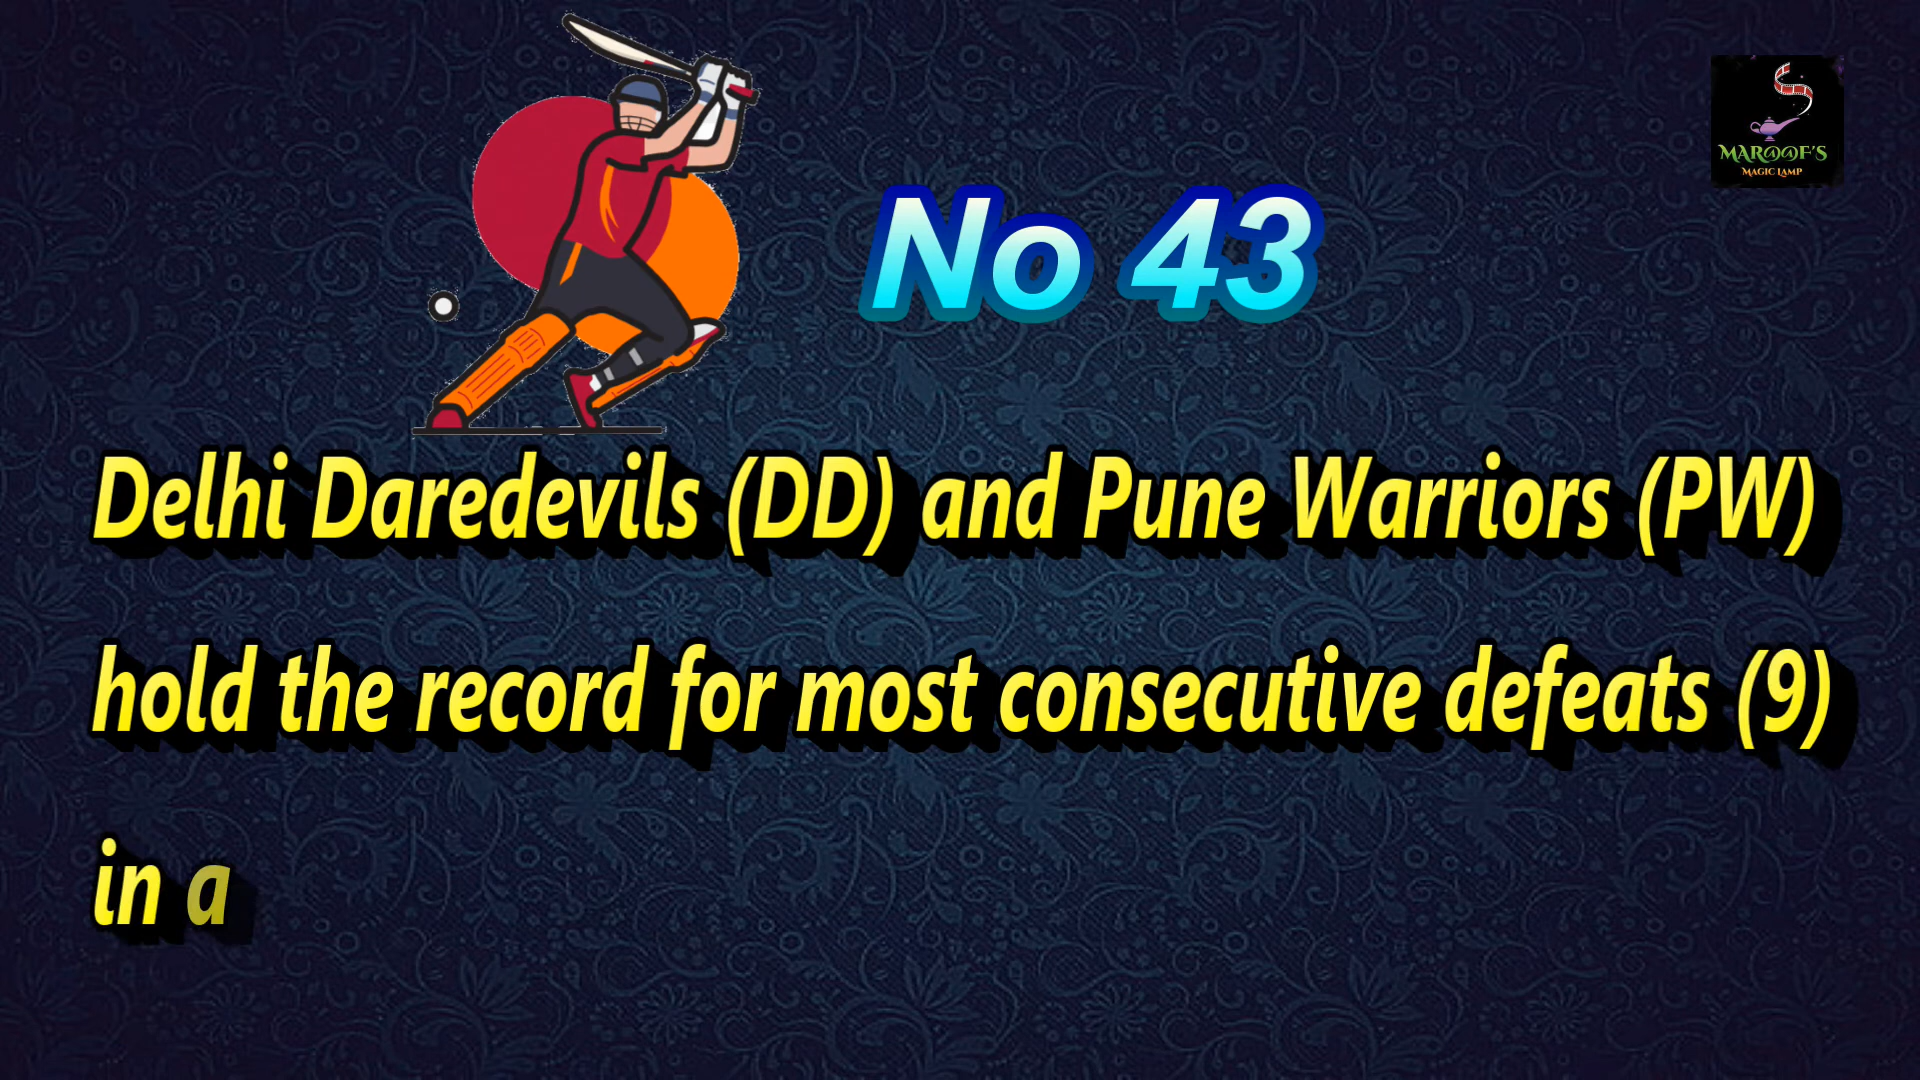 MAR@@F'S
MAGIC LAMP
No 43
Delhi Daredevils (DD) and Pune Warriors (PW)
hold the record for most consecutive defeats (9)
in a